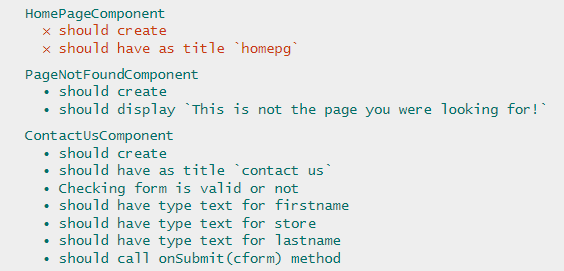 HomePageComponent
× should create
× should have as title `homepg`
PageNotFoundComponent
• should create
• should display `This is not the page you were looking for!`
ContactUsComponent
• should create
• should have as title `contact us`
• Checking form is valid or not
• should have type text for firstname
• should have type text for store
• should have type text for lastname
• should call onSubmit(cform) method